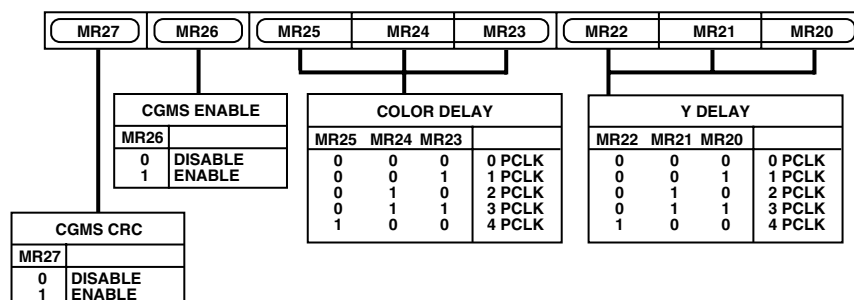 MR27 MR26 MR25 MR24 MR23 MR22 MR21 MR20
CGMS ENABLE
MR26
0 DISABLE
1 ENABLE
COLOR DELAY
MR25 MR24 MR23
0 0 0 0 PCLK
0 0 1 1 PCLK
0 1 0 2 PCLK
0 1 1 3 PCLK
1 0 0 4 PCLK
Y DELAY
MR22 MR21 MR20
0 0 0 0 PCLK
0 0 1 1 PCLK
0 1 0 2 PCLK
0 1 1 3 PCLK
1 0 0 4 PCLK
CGMS CRC
MR27
0 DISABLE
1 ENABLE